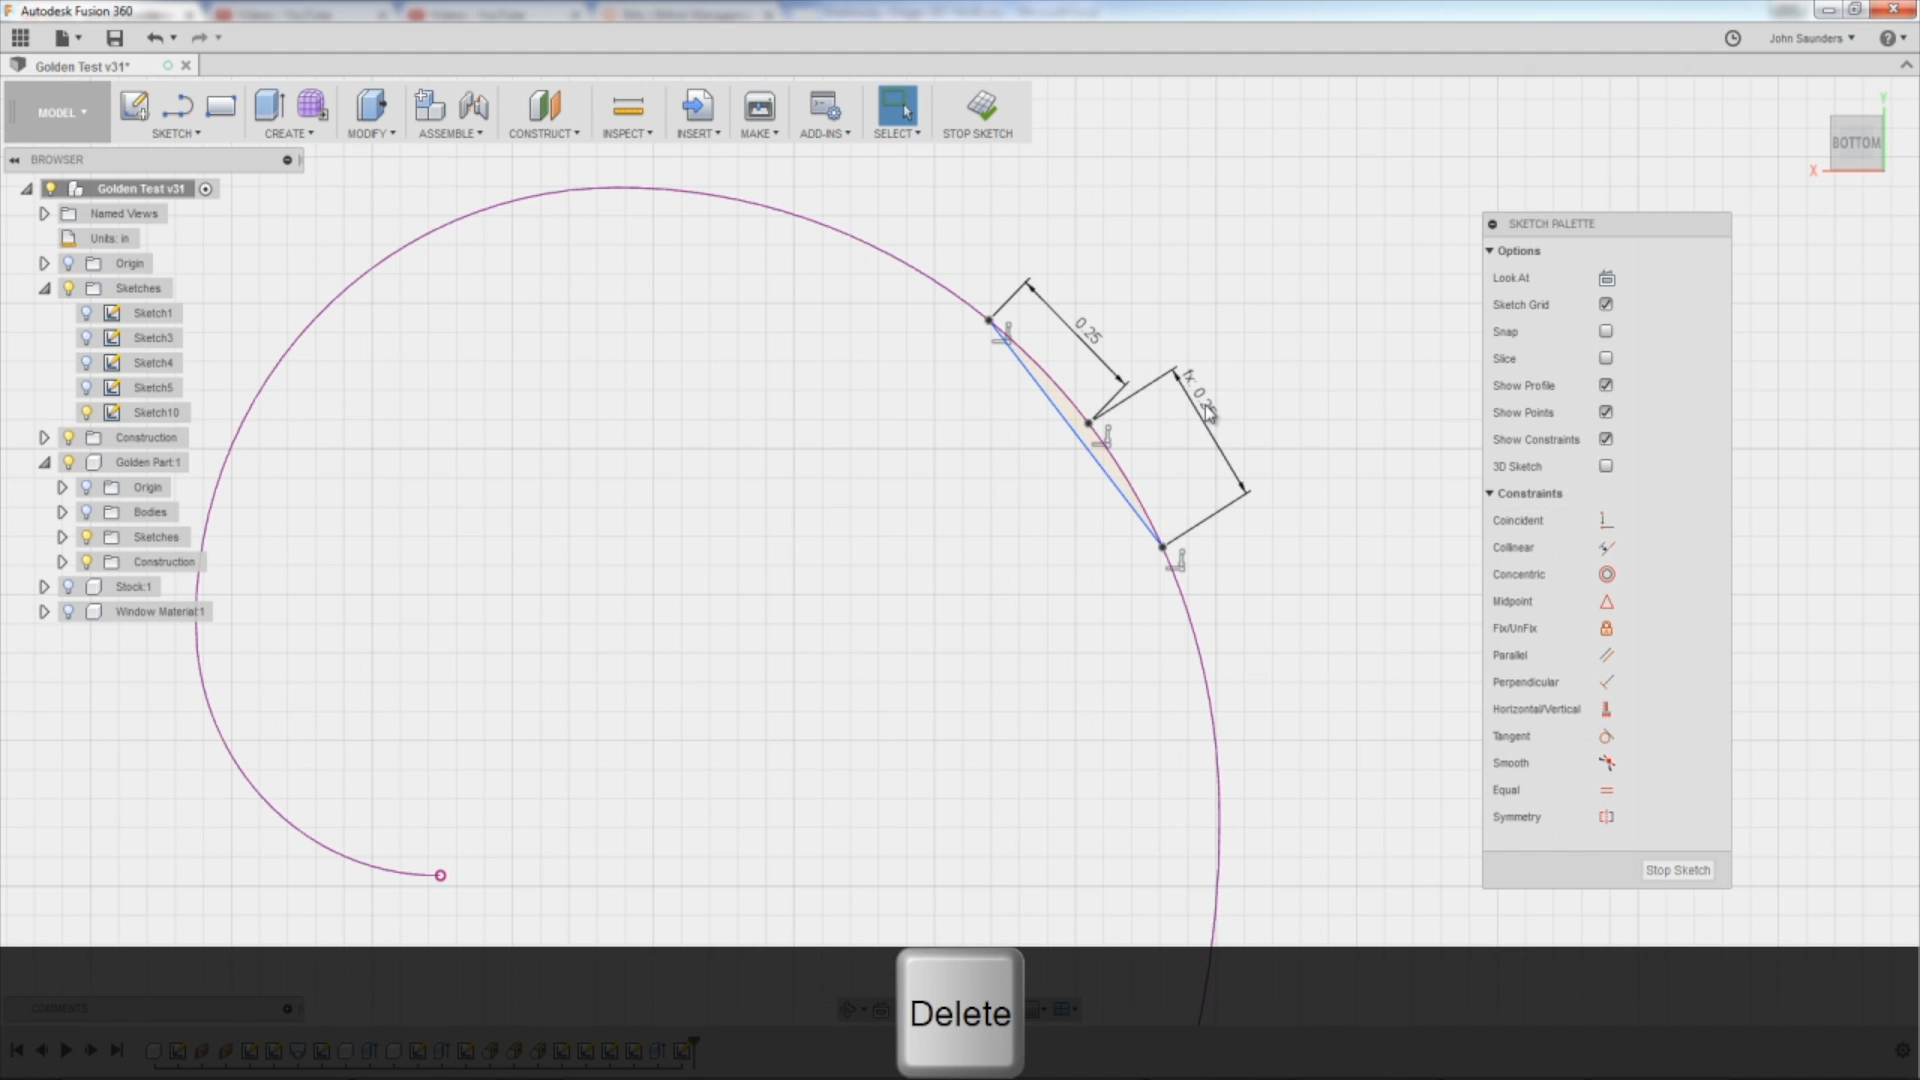 Autodesk Fusion 360
John Saunders
Golden Test v31*
MODEL
SKETCH
CREATE
MODIFY
ASSEMBLE
CONSTRUCT
INSPECT
INSERT
MAKE
ADD-INS
SELECT
STOP SKETCH
BROWSER
Golden Test v31
Named Views
Units: in
Origin
Sketches
Sketch1
Sketch3
Sketch4
Sketch5
Sketch10
Construction
Golden Part:1
Origin
Bodies
Sketches
Construction
Stock:1
Window Material:1
0.25
fx: 0.25
Y
BOTTOM
X
SKETCH PALETTE
Options
Look At
Sketch Grid
Snap
Slice
Show Profile
Show Points
Show Constraints
3D Sketch
Constraints
Coincident
Collinear
Concentric
Midpoint
Fix/UnFix
Parallel
Perpendicular
Horizontal/Vertical
Tangent
Smooth
Equal
Symmetry
Stop Sketch
COMMENTS
Delete